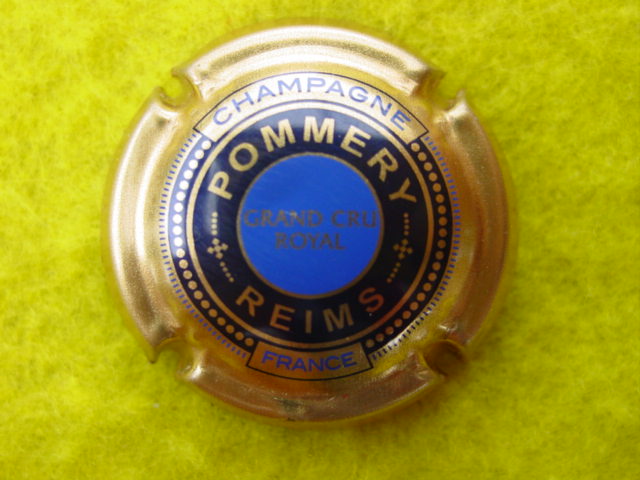 CHAMPAGNE
POMMERY
GRAND CRU
ROYAL
REIMS
FRANCE